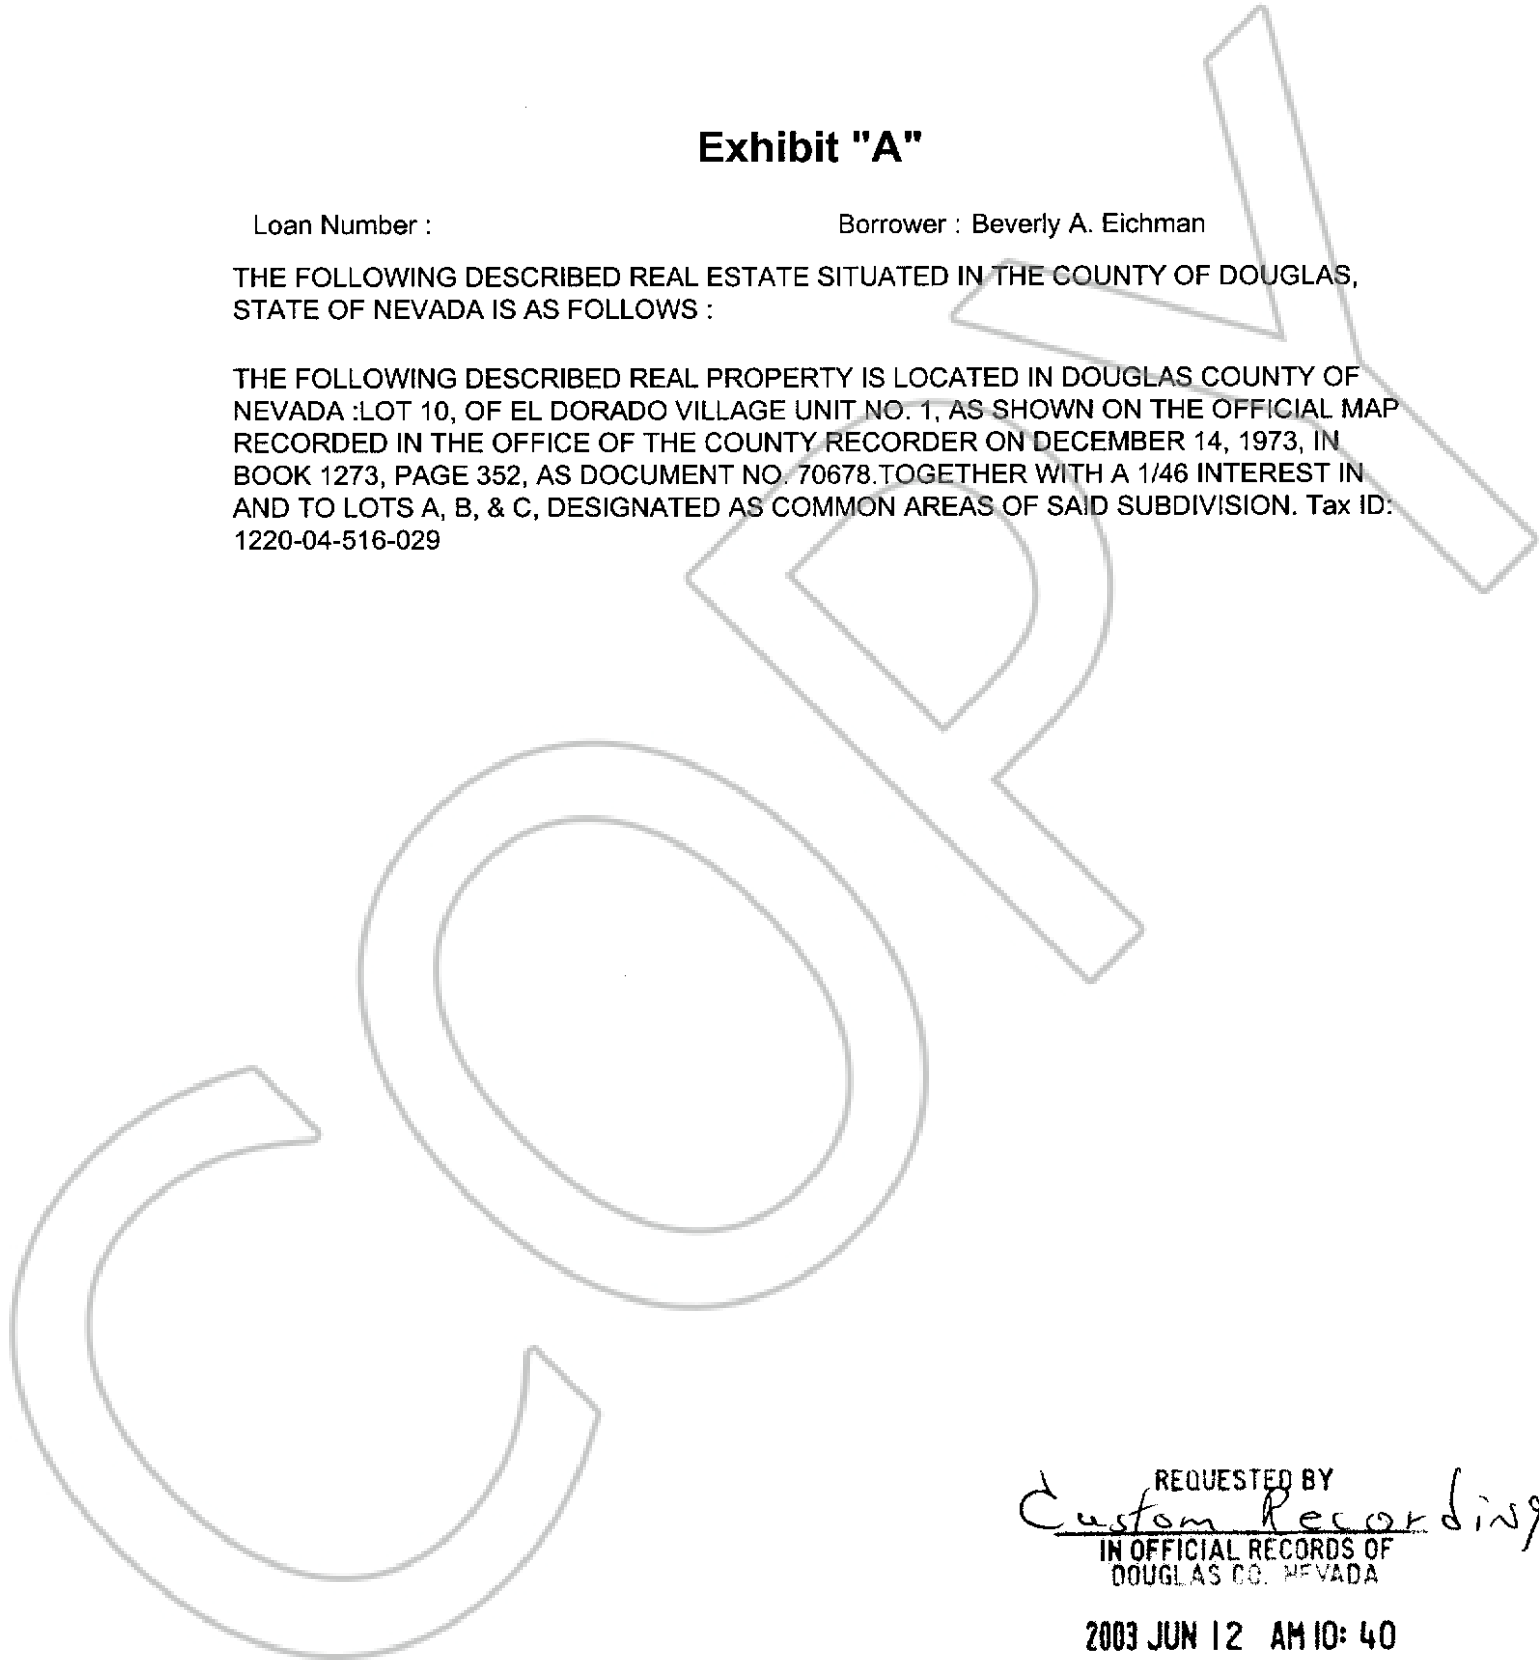 Exhibit "A"
Loan Number : Borrower : Beverly A. Eichman
THE FOLLOWING DESCRIBED REAL ESTATE SITUATED IN THE COUNTY OF DOUGLAS,
STATE OF NEVADA IS AS FOLLOWS :
THE FOLLOWING DESCRIBED REAL PROPERTY IS LOCATED IN DOUGLAS COUNTY OF
NEVADA :LOT 10, OF EL DORADO VILLAGE UNIT NO. 1, AS SHOWN ON THE OFFICIAL MAP
RECORDED IN THE OFFICE OF THE COUNTY RECORDER ON DECEMBER 14, 1973, IN
BOOK 1273, PAGE 352, AS DOCUMENT NO. 70678.TOGETHER WITH A 1/46 INTEREST IN
AND TO LOTS A, B, & C, DESIGNATED AS COMMON AREAS OF SAID SUBDIVISION. Tax ID:
1220-04-516-029
COPY
REQUESTED BY
Custom Recording
IN OFFICIAL RECORDS OF
DOUGLAS CO. NEVADA
2003 JUN 12 AM 10: 40